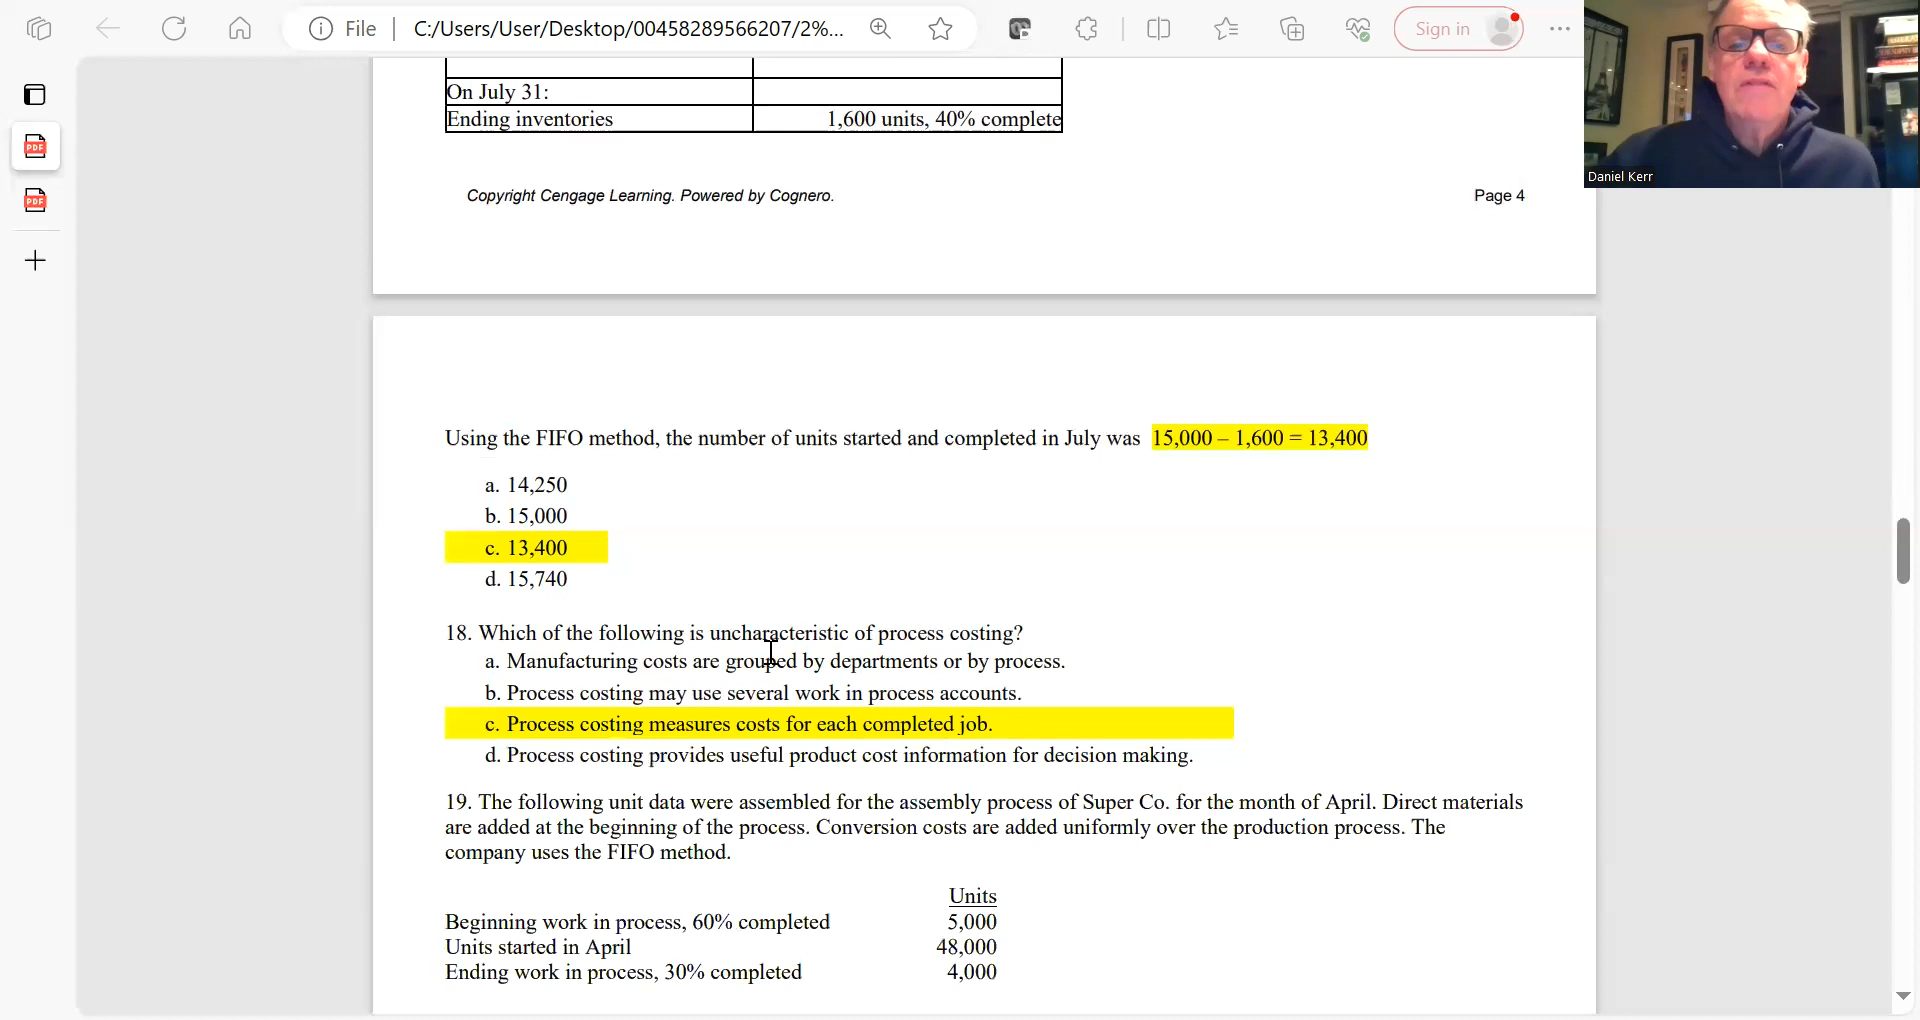 File
C:/Users/User/Desktop/00458289566207/2%...
Sign in
Daniel Kerr
PDF
PDF
On July 31:
Ending inventories 1,600 units, 40% complete
Copyright Cengage Learning. Powered by Cognero. Page 4
Using the FIFO method, the number of units started and completed in July was 15,000 – 1,600 = 13,400
a. 14,250
b. 15,000
c. 13,400
d. 15,740
18. Which of the following is uncharacteristic of process costing?
a. Manufacturing costs are grouped by departments or by process.
b. Process costing may use several work in process accounts.
c. Process costing measures costs for each completed job.
d. Process costing provides useful product cost information for decision making.
19. The following unit data were assembled for the assembly process of Super Co. for the month of April. Direct materials
are added at the beginning of the process. Conversion costs are added uniformly over the production process. The
company uses the FIFO method.
Units
Beginning work in process, 60% completed 5,000
Units started in April 48,000
Ending work in process, 30% completed 4,000